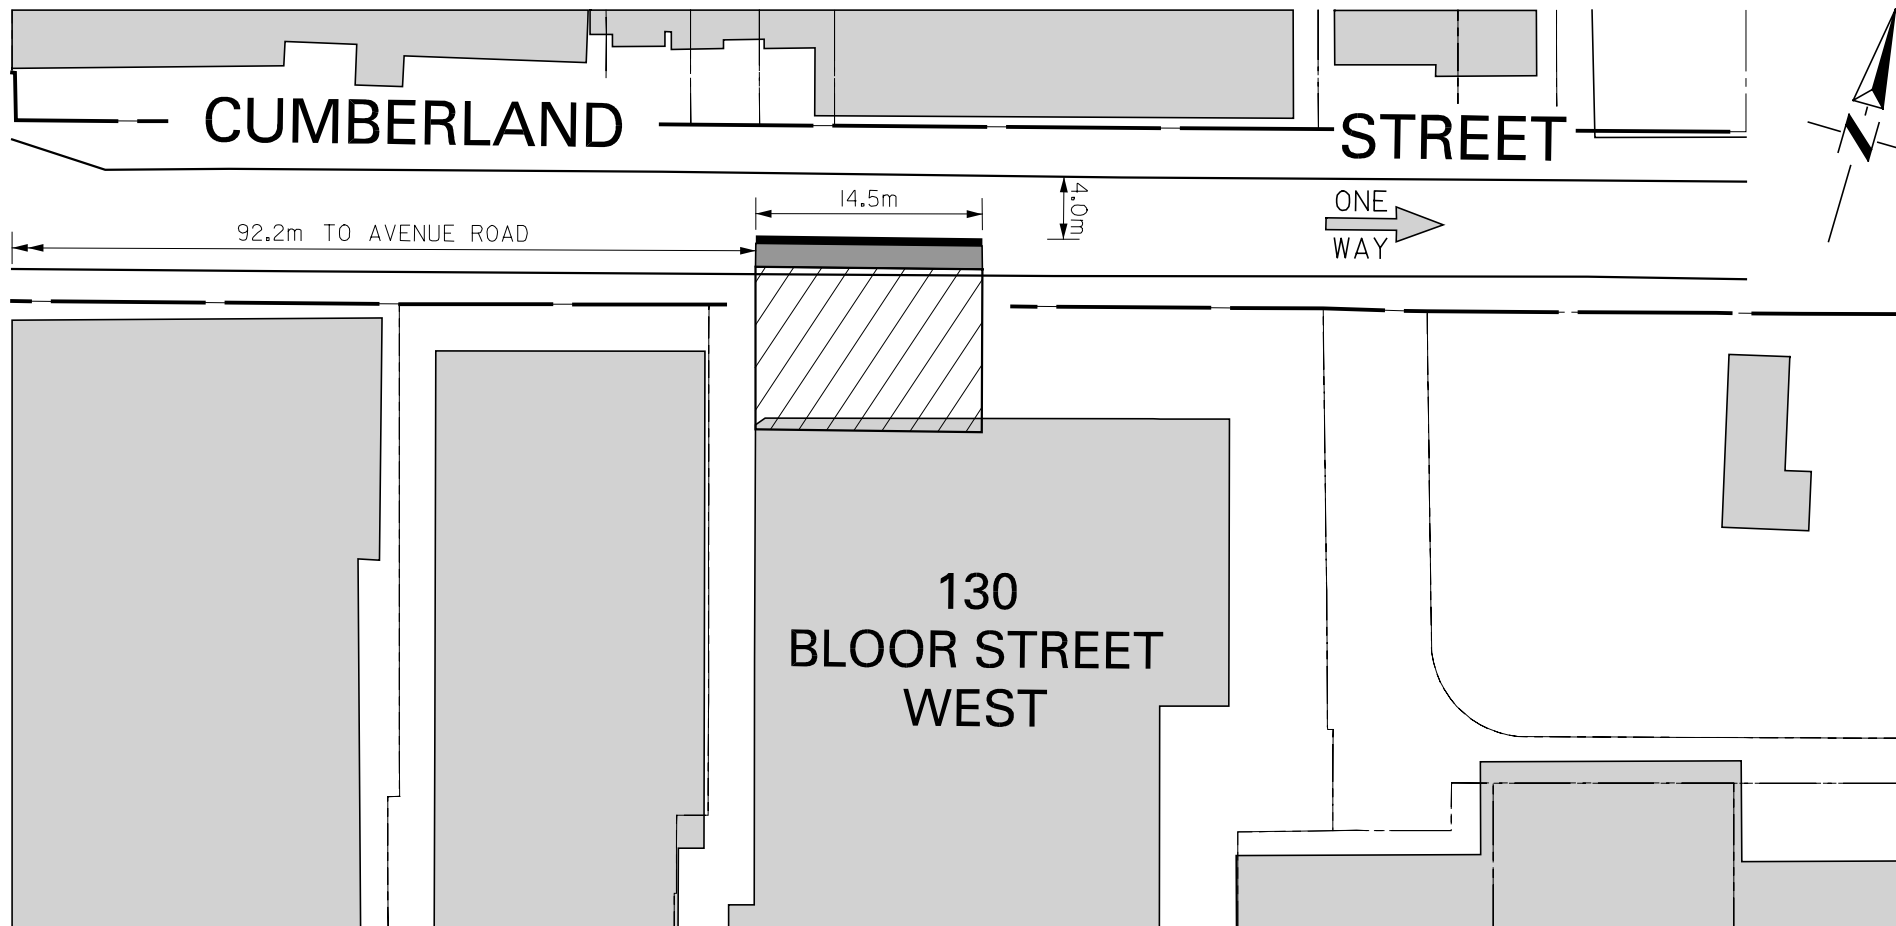 CUMBERLAND STREET
14.5m
4.0m
ONE
WAY
92.2m TO AVENUE ROAD
N
130
BLOOR STREET
WEST